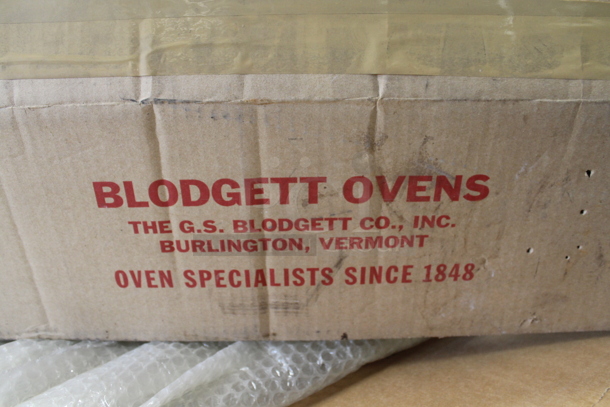 BLODGETT OVENS
THE G.S. BLODGETT CO., INC.
BURLINGTON, VERMONT
OVEN SPECIALISTS SINCE 1848